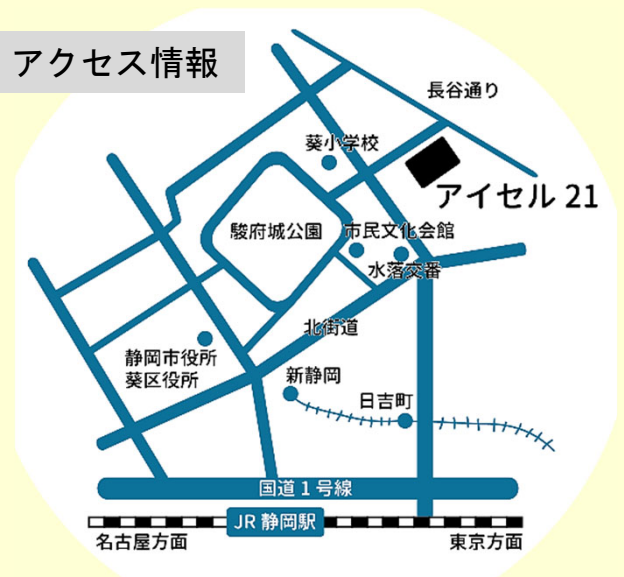 アクセス情報
長谷通り
葵小学校
アイセル 21
駿府城公園
市民文化会館
水落交番
北街道
静岡市役所
葵区役所
新静岡
日吉町
国道1号線
JR 静岡駅
名古屋方面
東京方面